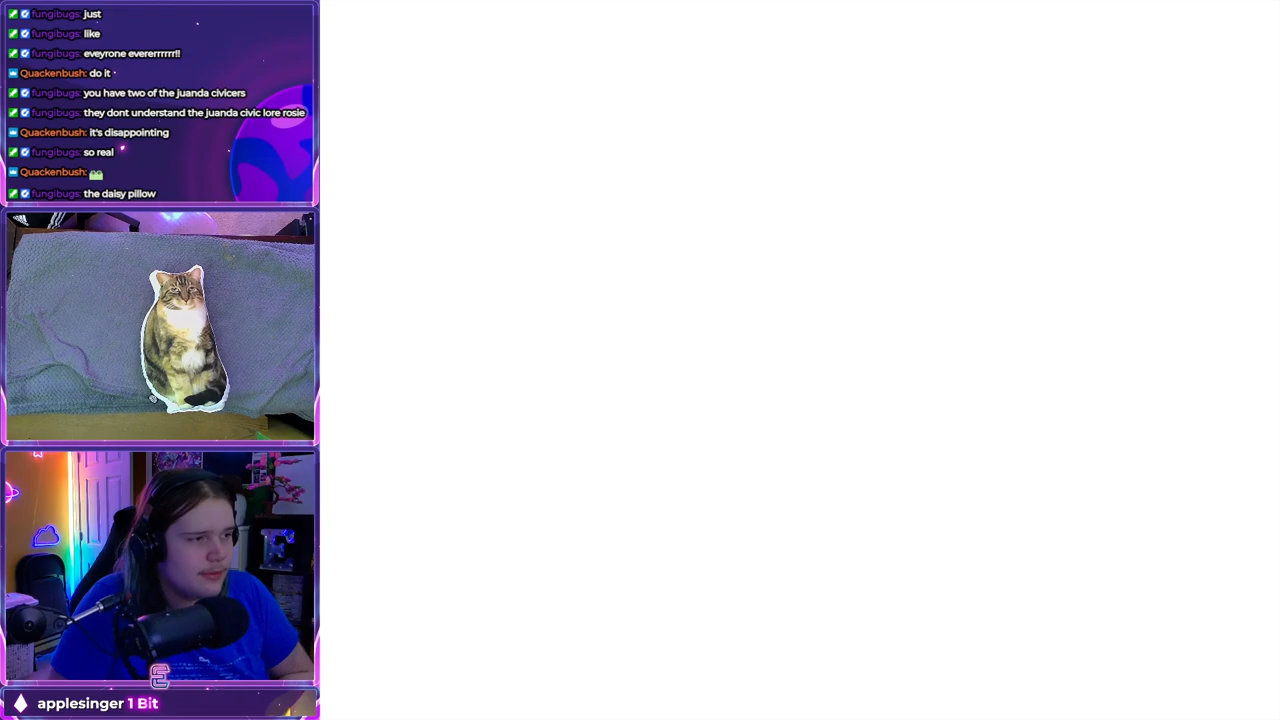 fungibugs: just
fungibugs: like
fungibugs: eveyrone evererrrrrr!!
Quackenbush: do it
fungibugs: you have two of the juanda civicers
fungibugs: they dont understand the juanda civic lore rosie
Quackenbush: it's disappointing
fungibugs: so real
Quackenbush:
fungibugs: the daisy pillow
E
E
applesinger 1 Bit